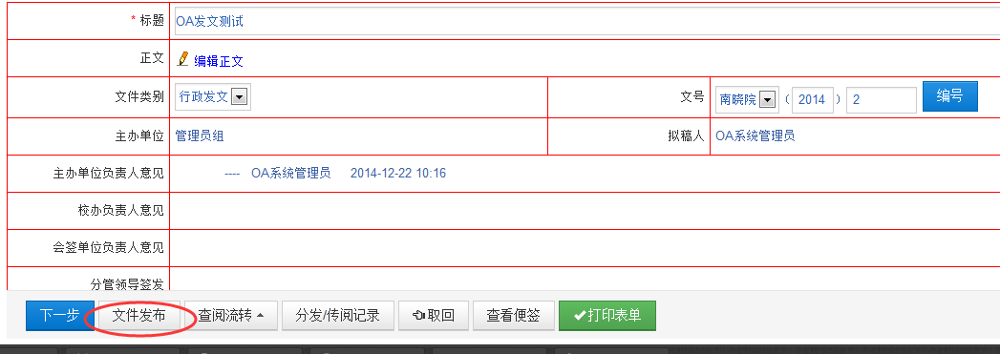 * 标题 OA发文测试
正文 编辑正文
文件类别 行政发文 文号 南晓院 ( 2014 ) 2 编号
主办单位 管理员组 拟稿人 OA系统管理员
主办单位负责人意见 ---- OA系统管理员 2014-12-22 10:16
校办负责人意见
会签单位负责人意见
分管领导签发
下一步 文件发布 查阅流转 分发/传阅记录 取回 查看便签 打印表单